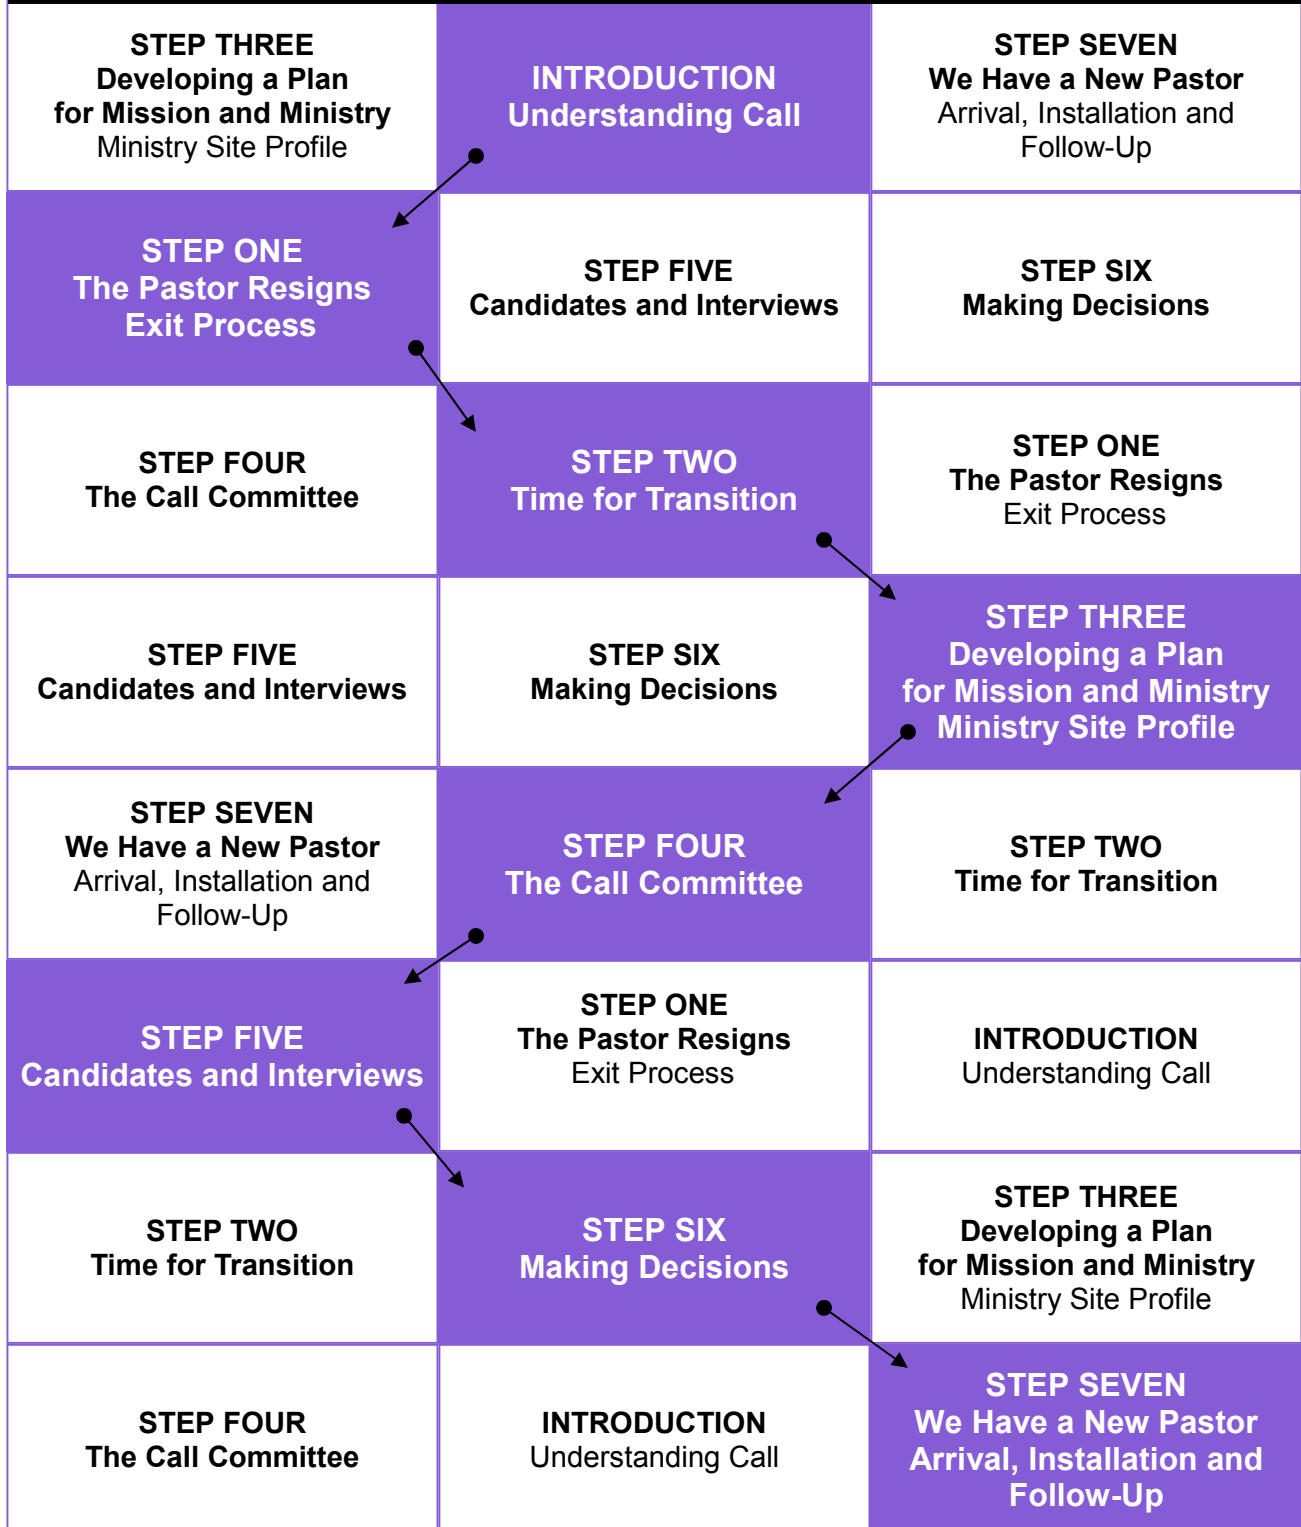 STEP THREE
Developing a Plan
for Mission and Ministry
Ministry Site Profile
INTRODUCTION
Understanding Call
STEP SEVEN
We Have a New Pastor
Arrival, Installation and
Follow-Up
STEP ONE
The Pastor Resigns
Exit Process
STEP FIVE
Candidates and Interviews
STEP SIX
Making Decisions
STEP FOUR
The Call Committee
STEP TWO
Time for Transition
STEP ONE
The Pastor Resigns
Exit Process
STEP FIVE
Candidates and Interviews
STEP SIX
Making Decisions
STEP THREE
Developing a Plan
for Mission and Ministry
Ministry Site Profile
STEP SEVEN
We Have a New Pastor
Arrival, Installation and
Follow-Up
STEP FOUR
The Call Committee
STEP TWO
Time for Transition
STEP FIVE
Candidates and Interviews
STEP ONE
The Pastor Resigns
Exit Process
INTRODUCTION
Understanding Call
STEP TWO
Time for Transition
STEP SIX
Making Decisions
STEP THREE
Developing a Plan
for Mission and Ministry
Ministry Site Profile
STEP FOUR
The Call Committee
INTRODUCTION
Understanding Call
STEP SEVEN
We Have a New Pastor
Arrival, Installation and
Follow-Up